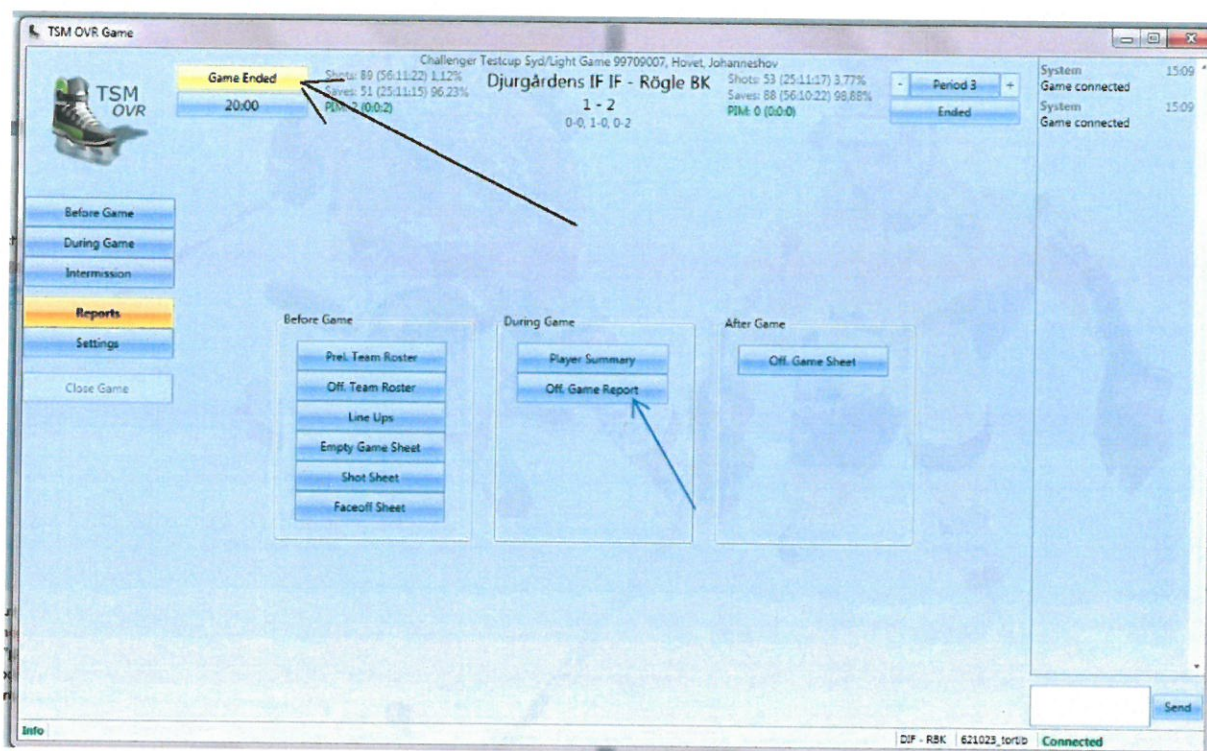 TSM OVR Game
Challenger Testcup Syd/Light Game 99709007, Hovet, Johanneshov
TSM
OVR
Game Ended
20:00
Shots: 89 (56:11:22) 1,12%
Saves: 51 (25:11:15) 96,23%
PIM: 2 (0:0:2)
Djurgårdens IF IF - Rögle BK
1 - 2
0-0, 1-0, 0-2
Shots: 53 (25:11:17) 3,77%
Saves: 88 (56:10:22) 98,88%
PIM: 0 (0:0:0)
- Period 3 +
Ended
System 15:09
Game connected
System 15:09
Game connected
Before Game
During Game
Intermission
Reports
Settings
Close Game
Before Game
Prel. Team Roster
Off. Team Roster
Line Ups
Empty Game Sheet
Shot Sheet
Faceoff Sheet
During Game
Player Summary
Off. Game Report
After Game
Off. Game Sheet
Send
Info
DIF - RBK
Connected